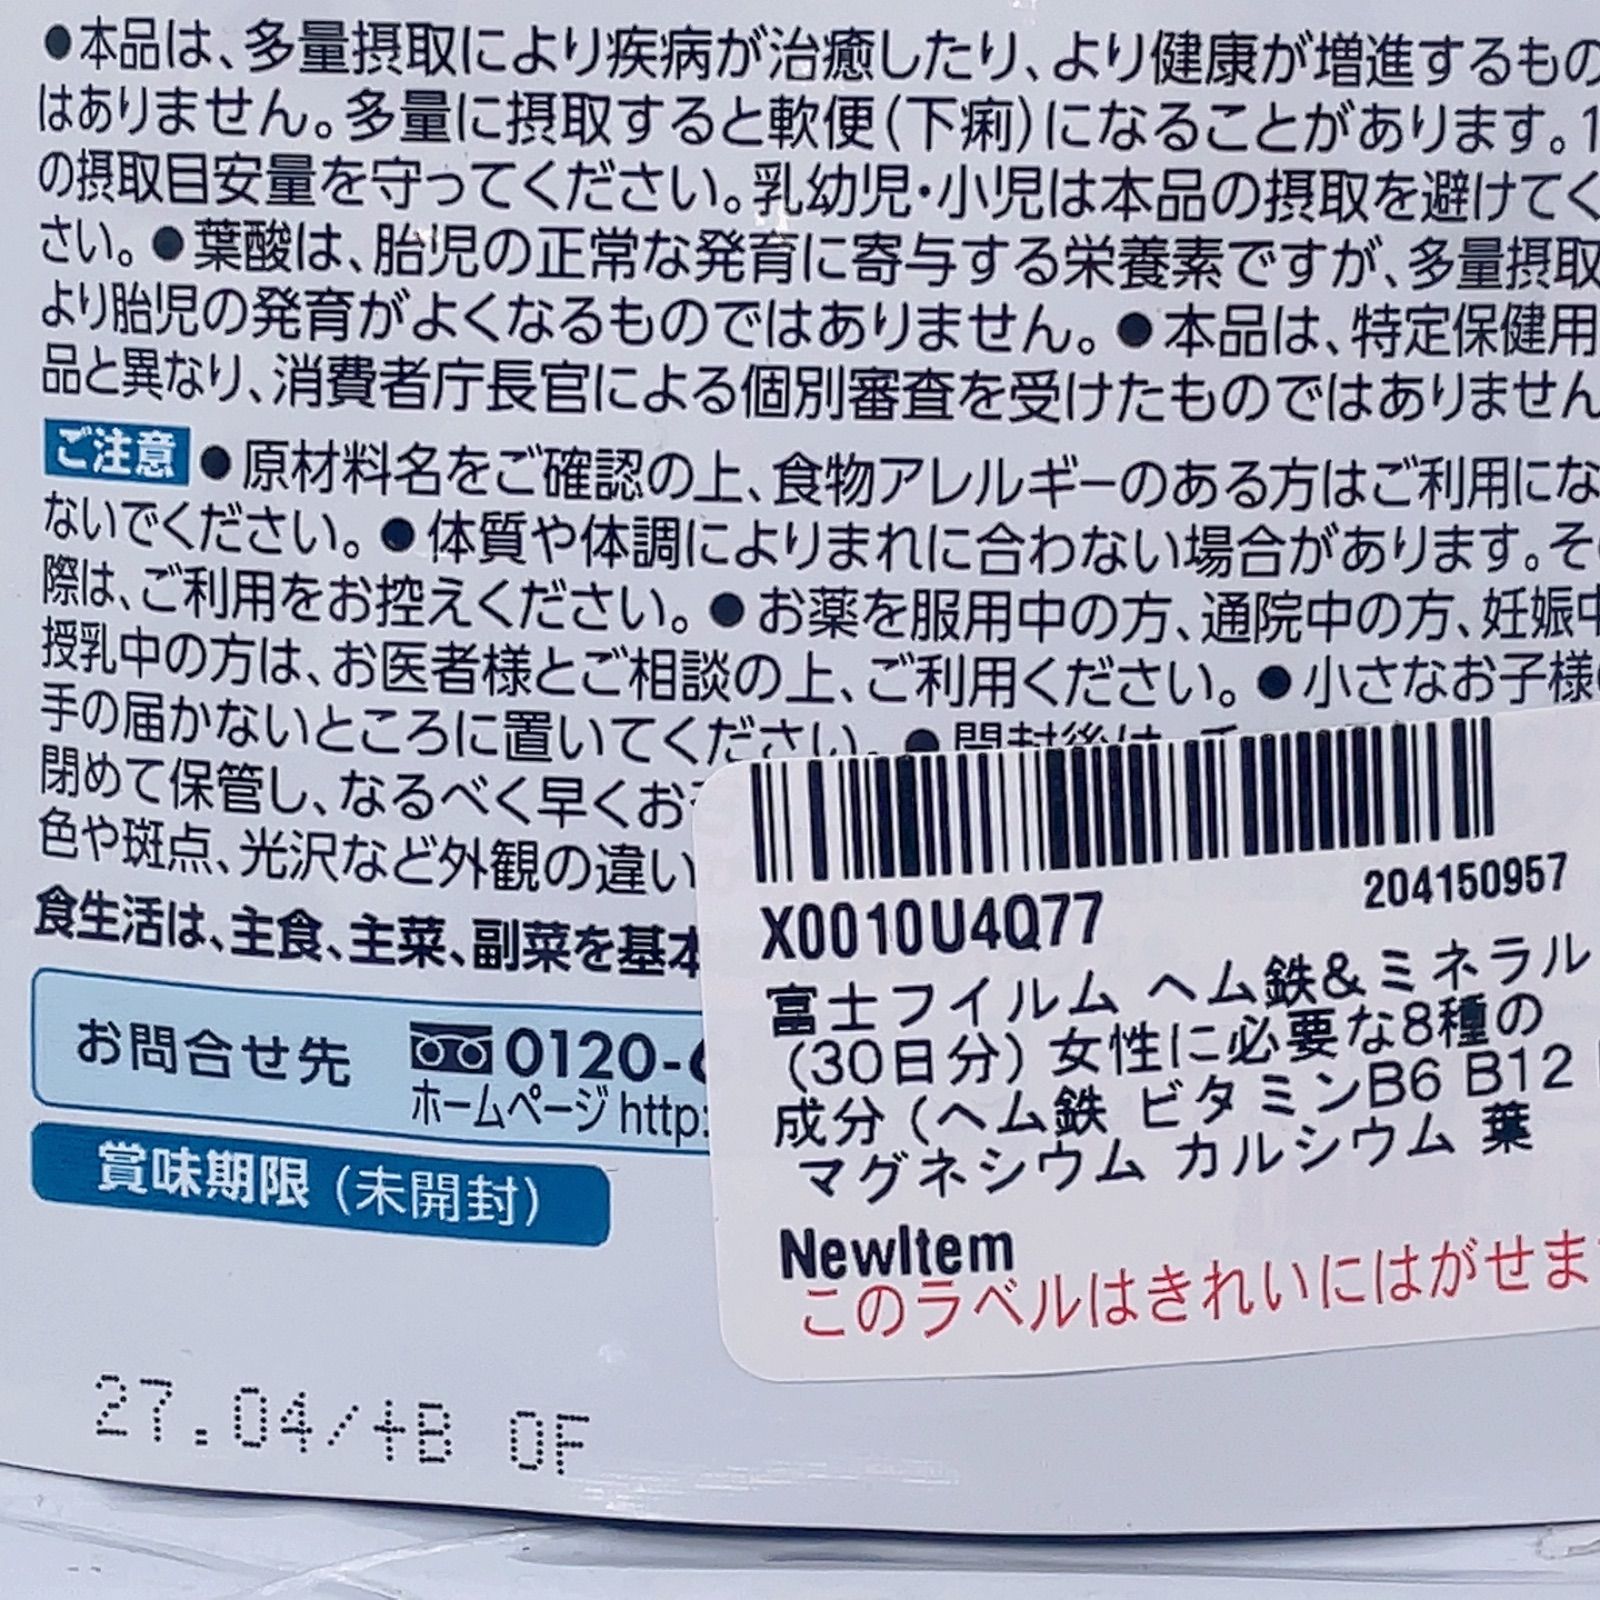 ●本品は、多量摂取により疾病が治癒したり、より健康が増進するもの
はありません。多量に摂取すると軟便(下痢)になることがあります。1
の摂取目安量を守ってください。乳幼児・小児は本品の摂取を避けてく
さい。●葉酸は、胎児の正常な発育に寄与する栄養素ですが、多量摂取
より胎児の発育がよくなるものではありません。●本品は、特定保健用
品と異なり、消費者庁長官による個別審査を受けたものではありません
ご注意 ●原材料名をご確認の上、食物アレルギーのある方はご利用にな
ないでください。●体質や体調によりまれに合わない場合があります。そ
際は、ご利用をお控えください。●お薬を服用中の方、通院中の方、妊娠中
授乳中の方は、お医者様とご相談の上、ご利用ください。●小さなお子様
手の届かないところに置いてください。●開封後は、
閉めて保管し、なるべく早くお
色や斑点、光沢など外観の違い
食生活は、主食、主菜、副菜を基本
お問合せ先 0120-
ホームページ http:
賞味期限(未開封)
27.04/+B 0F
X0010U4Q77
204150957
富士フイルム ヘム鉄&ミネラル
(30日分) 女性に必要な8種の
成分 (ヘム鉄 ビタミンB6 B12
マグネシウム カルシウム 葉
NewItem
このラベルはきれいにはがせま